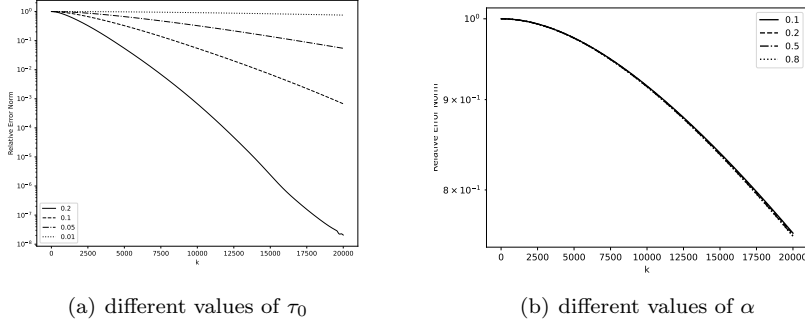 10⁰
10⁻¹
10⁻²
10⁻³
10⁻⁴
10⁻⁵
10⁻⁶
10⁻⁷
10⁻⁸
Relative Error Norm
0.2
0.1
0.05
0.01
0 2500 5000 7500 10000 12500 15000 17500 20000
k
(a) different values of τ₀
10⁰
9 × 10⁻¹
8 × 10⁻¹
Relative Error Norm
0.1
0.2
0.5
0.8
0 2500 5000 7500 10000 12500 15000 17500 20000
k
(b) different values of α